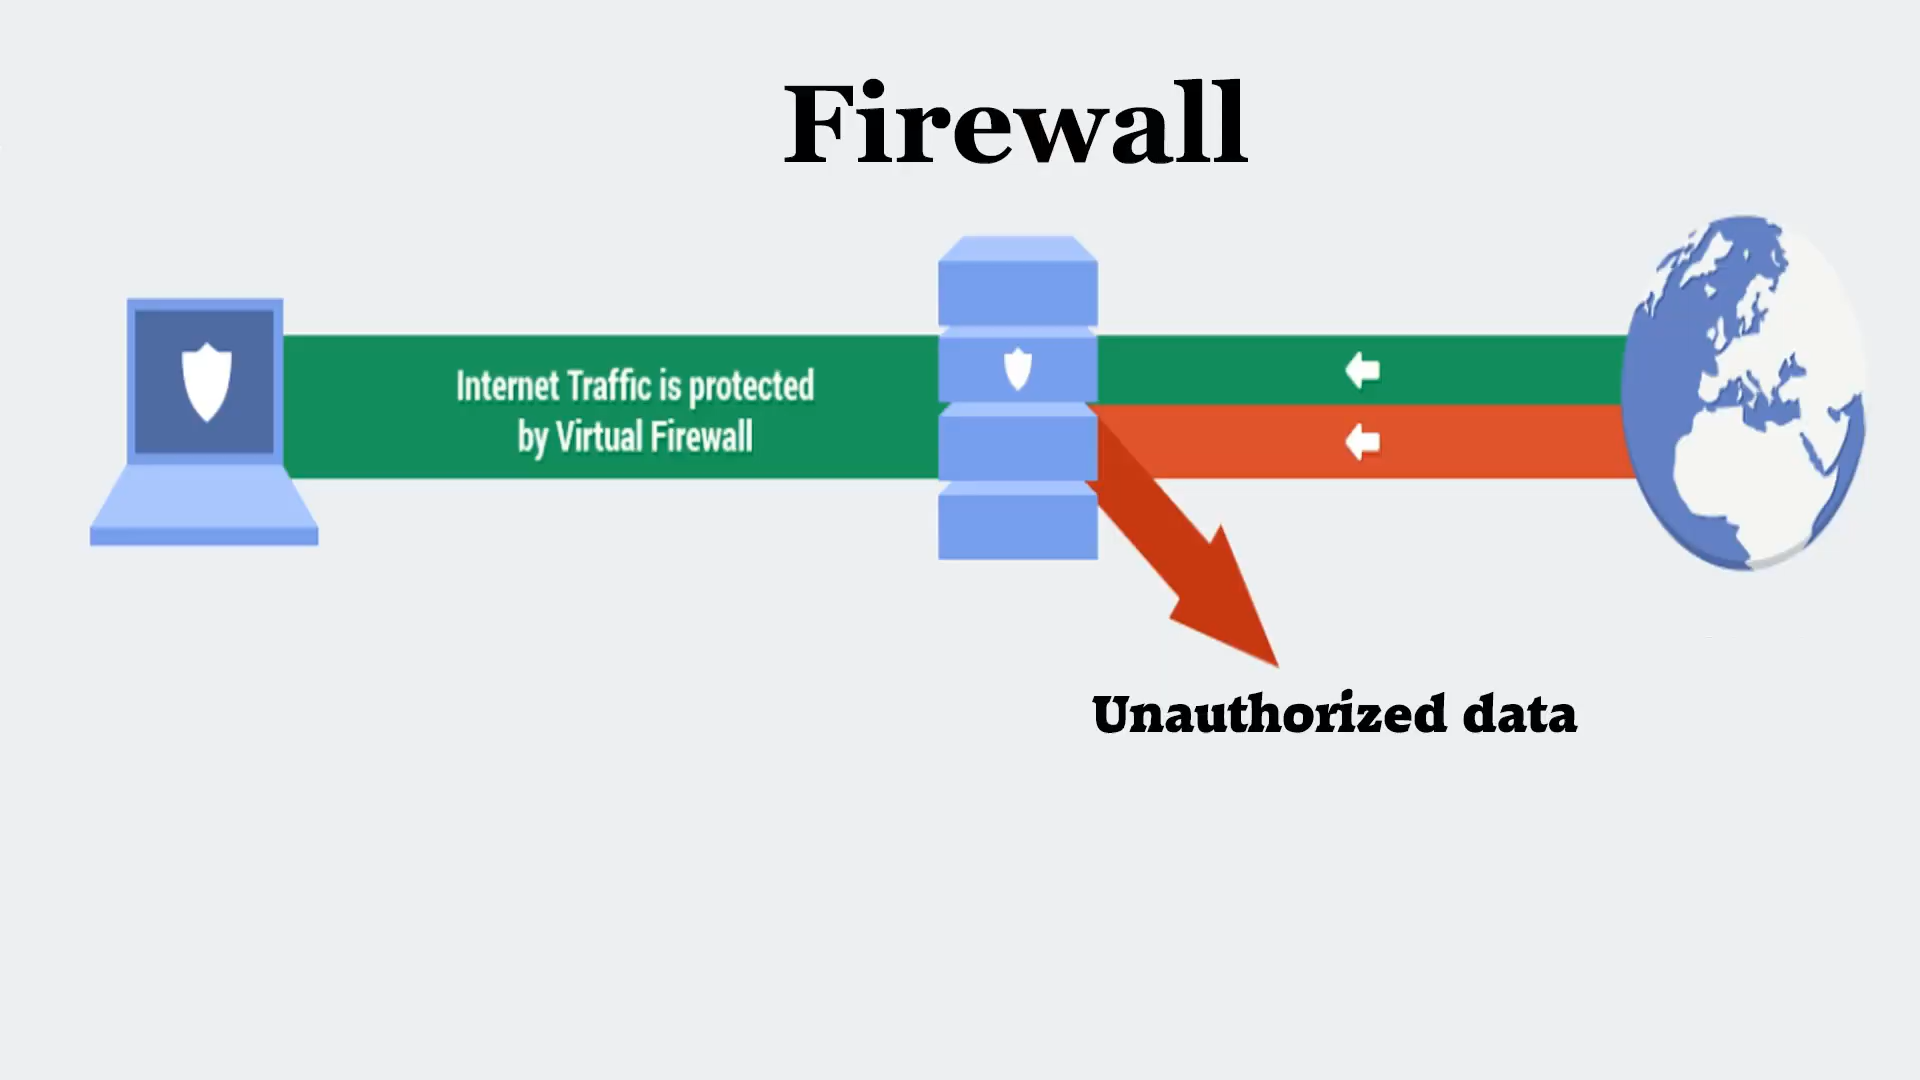 Firewall
Internet Traffic is protected
by Virtual Firewall
Unauthorized data